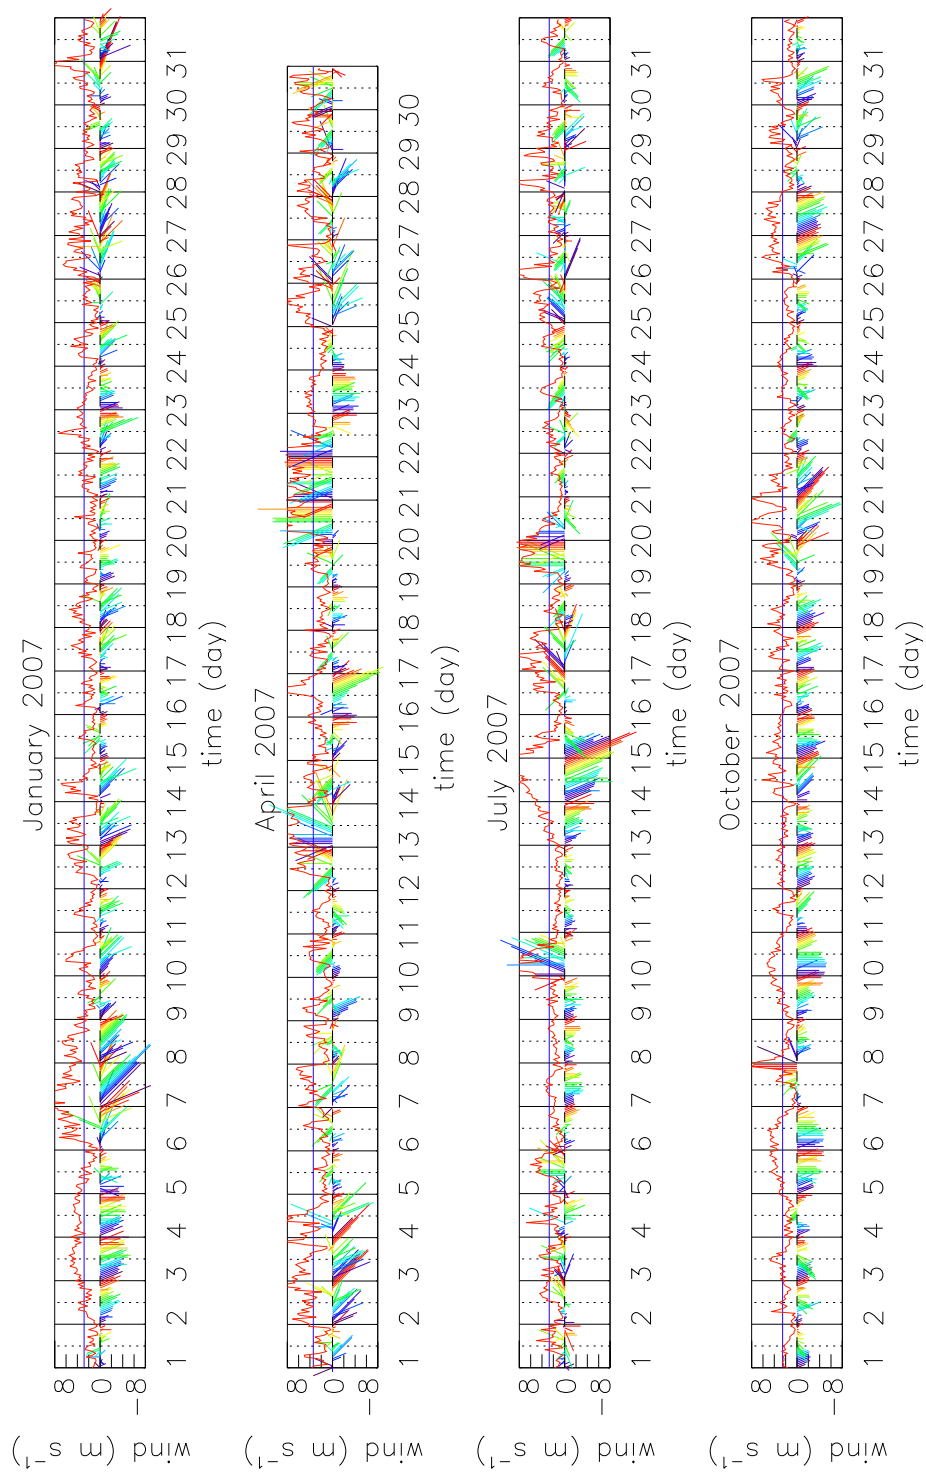 January 2007
8
0
−8
wind (m s⁻¹)
1 2 3 4 5 6 7 8 9 10 11 12 13 14 15 16 17 18 19 20 21 22 23 24 25 26 27 28 29 30 31
time (day)
April 2007
8
0
−8
wind (m s⁻¹)
1 2 3 4 5 6 7 8 9 10 11 12 13 14 15 16 17 18 19 20 21 22 23 24 25 26 27 28 29 30
time (day)
July 2007
8
0
−8
wind (m s⁻¹)
1 2 3 4 5 6 7 8 9 10 11 12 13 14 15 16 17 18 19 20 21 22 23 24 25 26 27 28 29 30 31
time (day)
October 2007
8
0
−8
wind (m s⁻¹)
1 2 3 4 5 6 7 8 9 10 11 12 13 14 15 16 17 18 19 20 21 22 23 24 25 26 27 28 29 30 31
time (day)